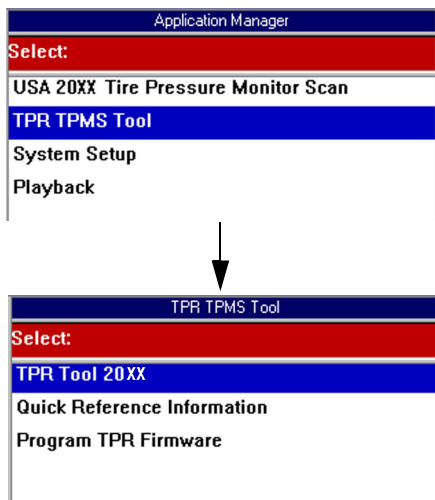 Application Manager
Select:
USA 20XX Tire Pressure Monitor Scan
TPR TPMS Tool
System Setup
Playback
TPR TPMS Tool
Select:
TPR Tool 20XX
Quick Reference Information
Program TPR Firmware